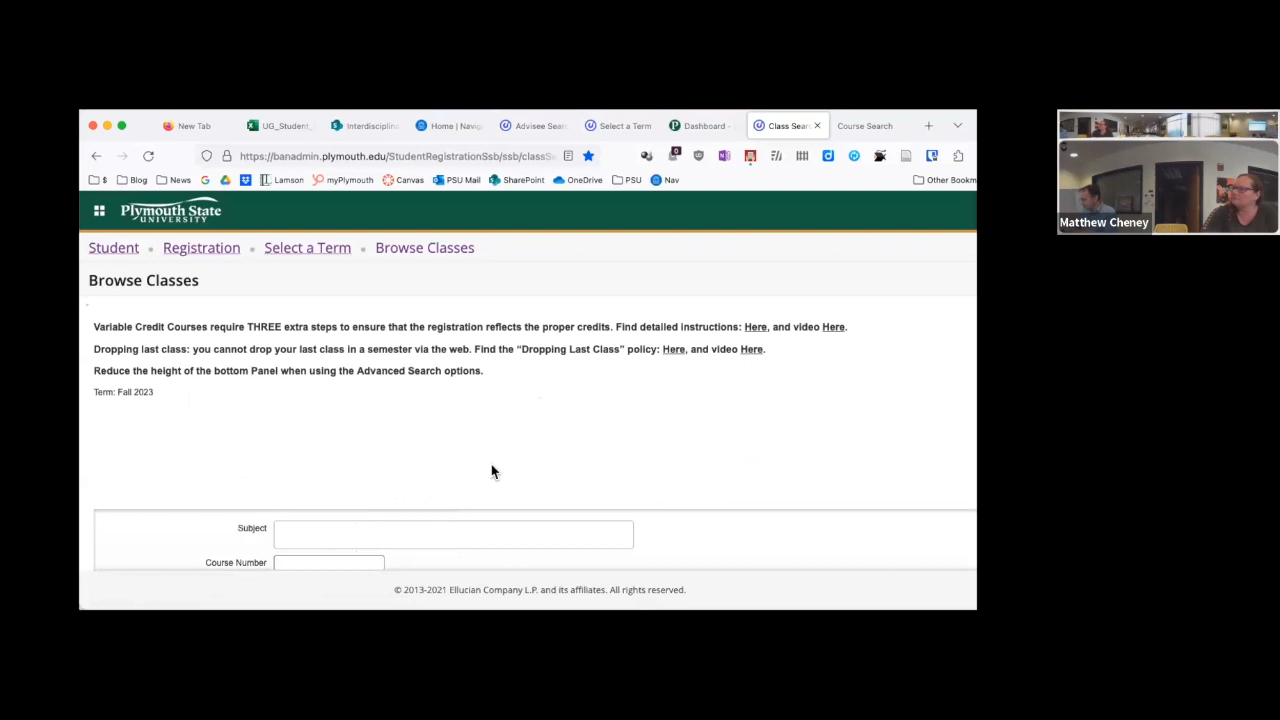 New Tab
UG_Student_
Interdisciplina
Home | Navig
Advisee Sear
Select a Term
Dashboard -
Class Sear
Course Search
https://banadmin.plymouth.edu/StudentRegistrationSsb/ssb/classSe
0
$
Blog
News
Lamson
myPlymouth
Canvas
PSU Mail
SharePoint
OneDrive
PSU
Nav
Other Bookm
Plymouth State
UNIVERSITY
Student • Registration • Select a Term • Browse Classes
Browse Classes
Variable Credit Courses require THREE extra steps to ensure that the registration reflects the proper credits. Find detailed instructions: Here, and video Here.
Dropping last class: you cannot drop your last class in a semester via the web. Find the “Dropping Last Class” policy: Here, and video Here.
Reduce the height of the bottom Panel when using the Advanced Search options.
Term: Fall 2023
Subject
Course Number
© 2013-2021 Ellucian Company L.P. and its affiliates. All rights reserved.
Matthew Cheney